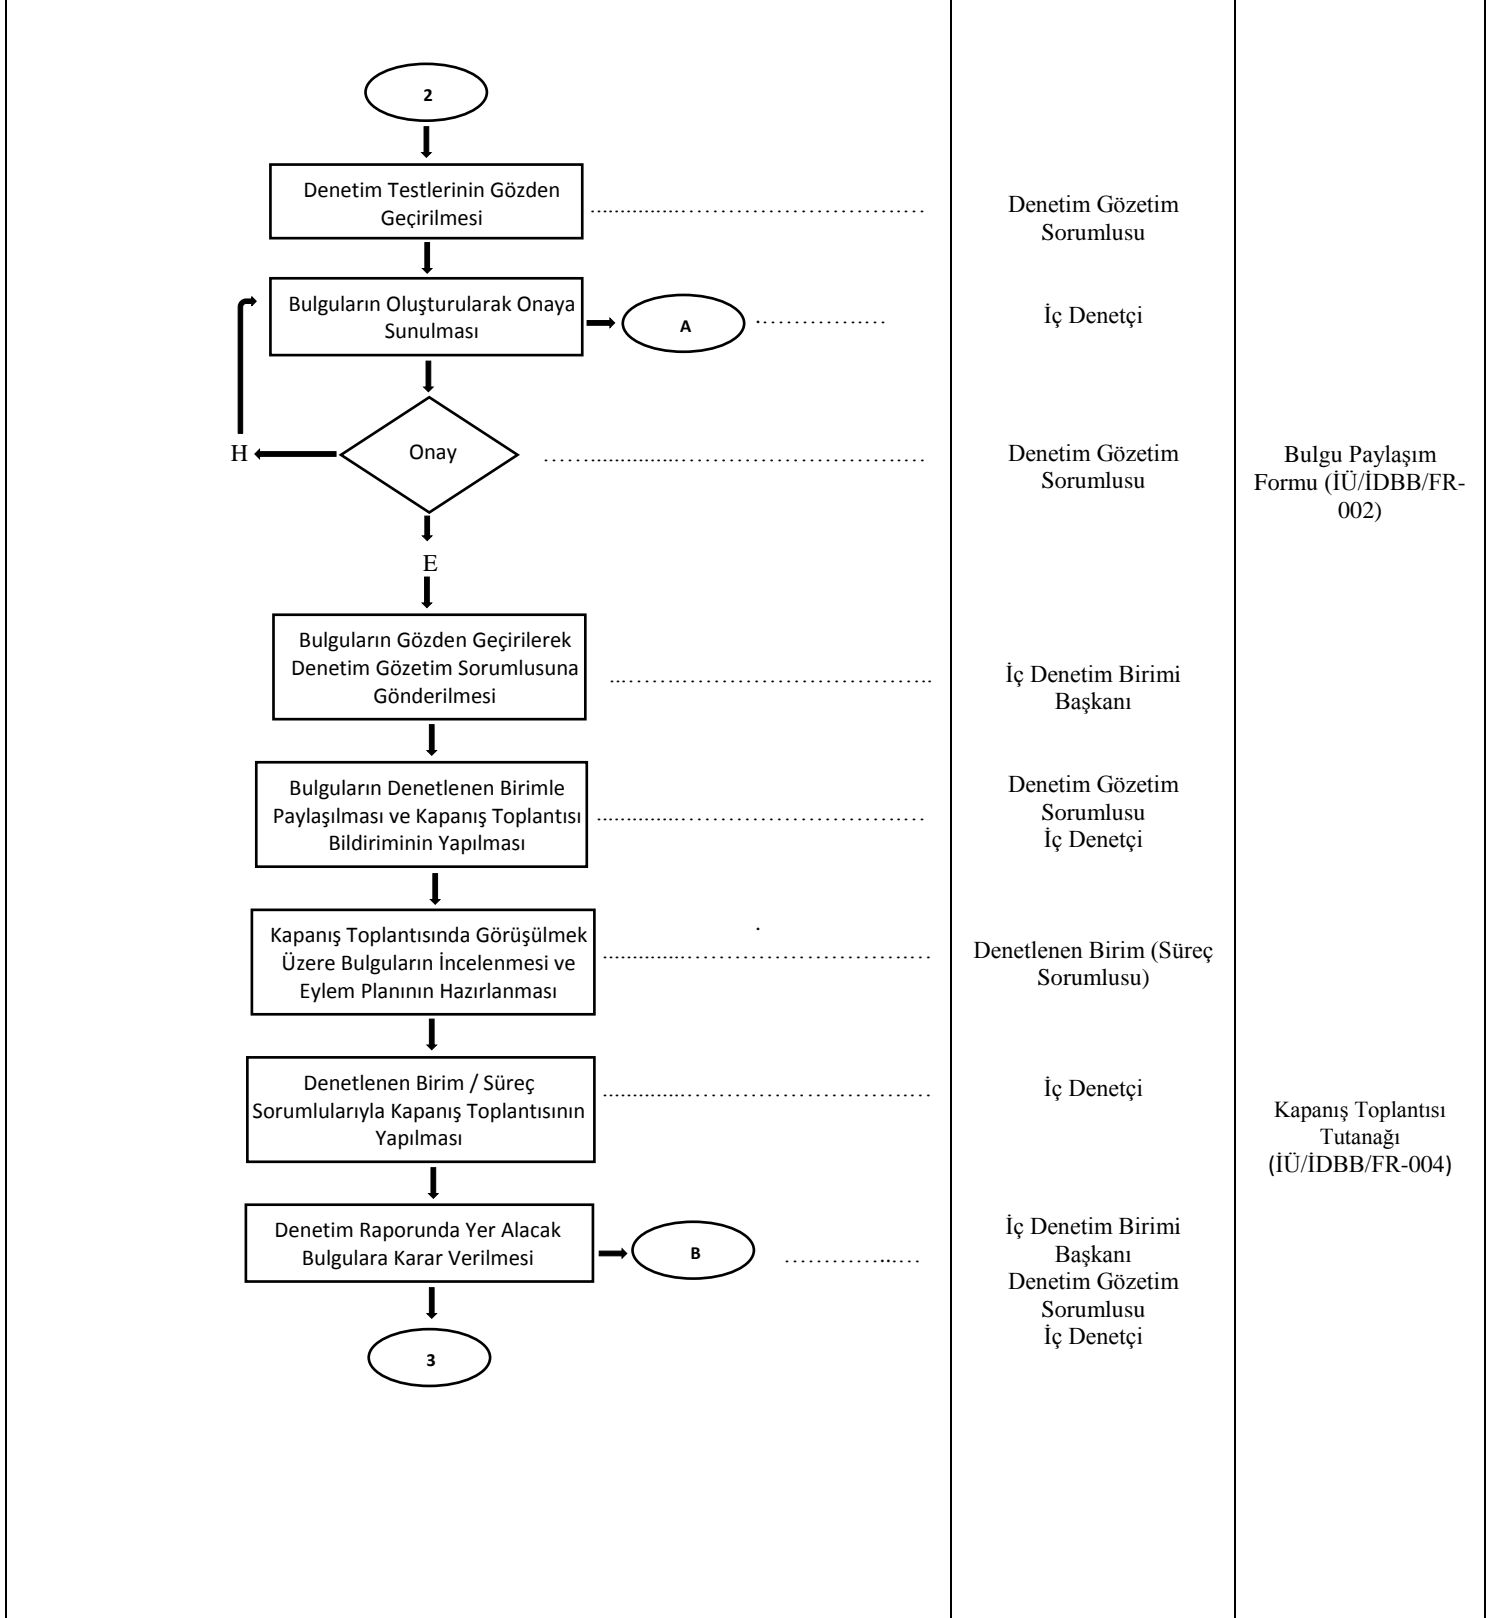 2
Denetim Testlerinin Gözden
Geçirilmesi
Denetim Gözetim
Sorumlusu
Bulguların Oluşturularak Onaya
Sunulması
A
İç Denetçi
H
Onay
Denetim Gözetim
Sorumlusu
Bulgu Paylaşım
Formu (İÜ/İDBB/FR-
002)
E
Bulguların Gözden Geçirilerek
Denetim Gözetim Sorumlusuna
Gönderilmesi
İç Denetim Birimi
Başkanı
Bulguların Denetlenen Birimle
Paylaşılması ve Kapanış Toplantısı
Bildiriminin Yapılması
Denetim Gözetim
Sorumlusu
İç Denetçi
Kapanış Toplantısında Görüşülmek
Üzere Bulguların İncelenmesi ve
Eylem Planının Hazırlanması
Denetlenen Birim (Süreç
Sorumlusu)
Denetlenen Birim / Süreç
Sorumlularıyla Kapanış Toplantısının
Yapılması
İç Denetçi
Kapanış Toplantısı
Tutanağı
(İÜ/İDBB/FR-004)
Denetim Raporunda Yer Alacak
Bulgulara Karar Verilmesi
B
İç Denetim Birimi
Başkanı
Denetim Gözetim
Sorumlusu
İç Denetçi
3